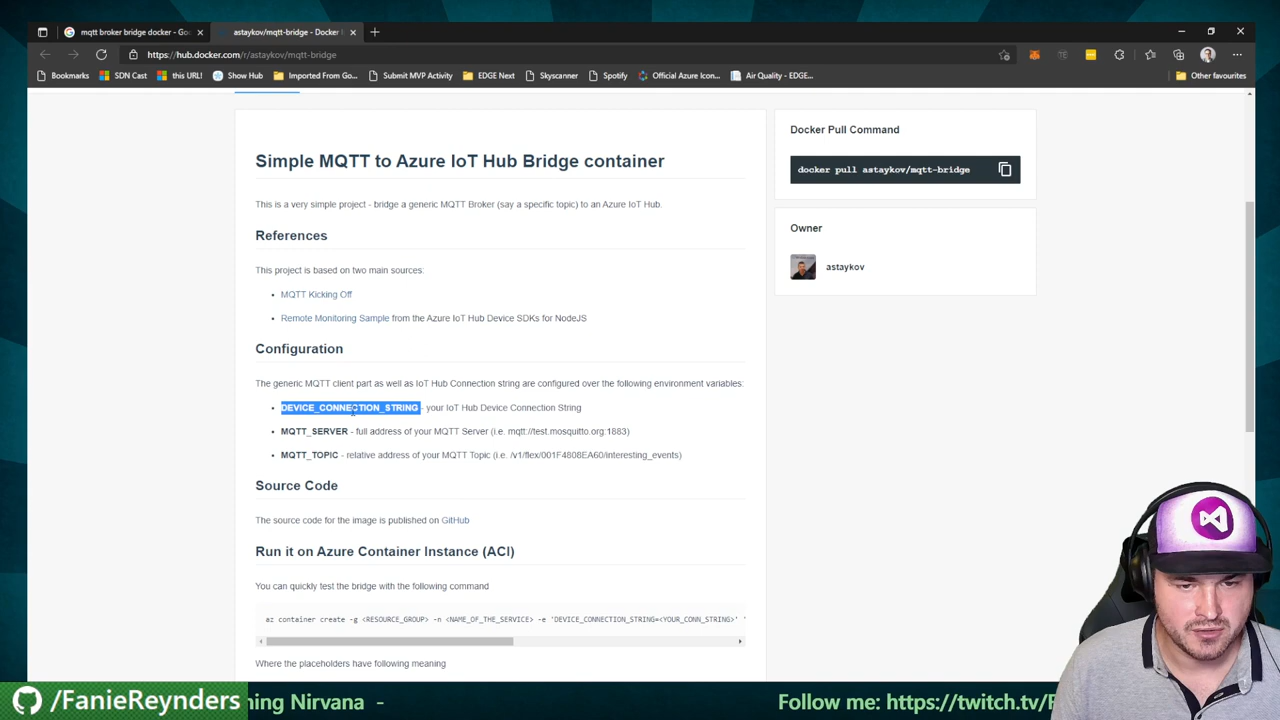 mqtt broker bridge docker - Goo
astaykov/mqtt-bridge - Docker
https://hub.docker.com/r/astaykov/mqtt-bridge
Bookmarks
SDN Cast
this URL!
Show Hub
Imported From Go...
Submit MVP Activity
EDGE Next
Skyscanner
Spotify
Official Azure Icon...
Air Quality - EDGE...
Other favourites
Simple MQTT to Azure IoT Hub Bridge container
This is a very simple project - bridge a generic MQTT Broker (say a specific topic) to an Azure IoT Hub.
References
This project is based on two main sources:
• MQTT Kicking Off
• Remote Monitoring Sample from the Azure IoT Hub Device SDKs for NodeJS
Configuration
The generic MQTT client part as well as IoT Hub Connection string are configured over the following environment variables:
• DEVICE_CONNECTION_STRING - your IoT Hub Device Connection String
• MQTT_SERVER - full address of your MQTT Server (i.e. mqtt://test.mosquitto.org:1883)
• MQTT_TOPIC - relative address of your MQTT Topic (i.e. /v1/flex/001F4808EA60/interesting_events)
Source Code
The source code for the image is published on GitHub
Run it on Azure Container Instance (ACI)
You can quickly test the bridge with the following command
az container create -g <RESOURCE_GROUP> -n <NAME_OF_THE_SERVICE> -e 'DEVICE_CONNECTION_STRING=<YOUR_CONN_STRING>' '
Where the placeholders have following meaning
Docker Pull Command
docker pull astaykov/mqtt-bridge
Owner
astaykov
/FanieReynders
ning Nirvana -
Follow me: https://twitch.tv/F